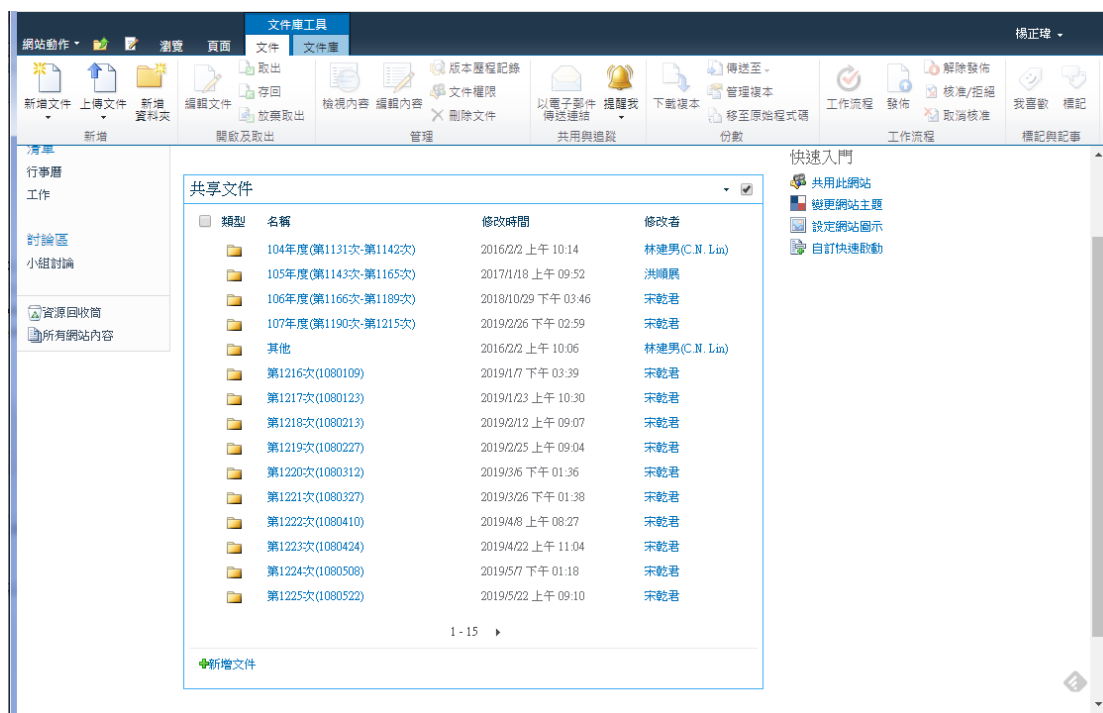 文件庫工具
楊正瑋
網站動作 瀏覽 頁面 文件 文件庫
新增文件 上傳文件 新增資料夾
編輯文件 取出 存回 放棄取出
檢視內容 編輯內容 版本歷程記錄 文件權限 刪除文件
以電子郵件傳送連結 提醒我
下載複本 傳送至 管理複本 移至原始程式碼
工作流程 發佈 解除發佈 核准/拒絕 取消核准
我喜歡 標記
新增 開啟及取出 管理 共用與追蹤 份數 工作流程 標記與記事
清單
行事曆
工作
討論區
小組討論
資源回收筒
所有網站內容
共享文件
類型 名稱 修改時間 修改者
104年度(第1131次-第1142次) 2016/2/2 上午 10:14 林建男(C.N. Lin)
105年度(第1143次-第1165次) 2017/1/18 上午 09:52 洪順展
106年度(第1166次-第1189次) 2018/10/29 下午 03:46 宋乾君
107年度(第1190次-第1215次) 2019/2/26 下午 02:59 宋乾君
其他 2016/2/2 上午 10:06 林建男(C.N. Lin)
第1216次(1080109) 2019/1/7 下午 03:39 宋乾君
第1217次(1080123) 2019/1/23 上午 10:30 宋乾君
第1218次(1080213) 2019/2/12 上午 09:07 宋乾君
第1219次(1080227) 2019/2/25 上午 09:04 宋乾君
第1220次(1080312) 2019/3/6 下午 01:36 宋乾君
第1221次(1080327) 2019/3/26 下午 01:38 宋乾君
第1222次(1080410) 2019/4/8 上午 08:27 宋乾君
第1223次(1080424) 2019/4/22 上午 11:04 宋乾君
第1224次(1080508) 2019/5/7 下午 01:18 宋乾君
第1225次(1080522) 2019/5/22 上午 09:10 宋乾君
1 - 15
新增文件
快速入門
共用此網站
變更網站主題
設定網站圖示
自訂快速啟動